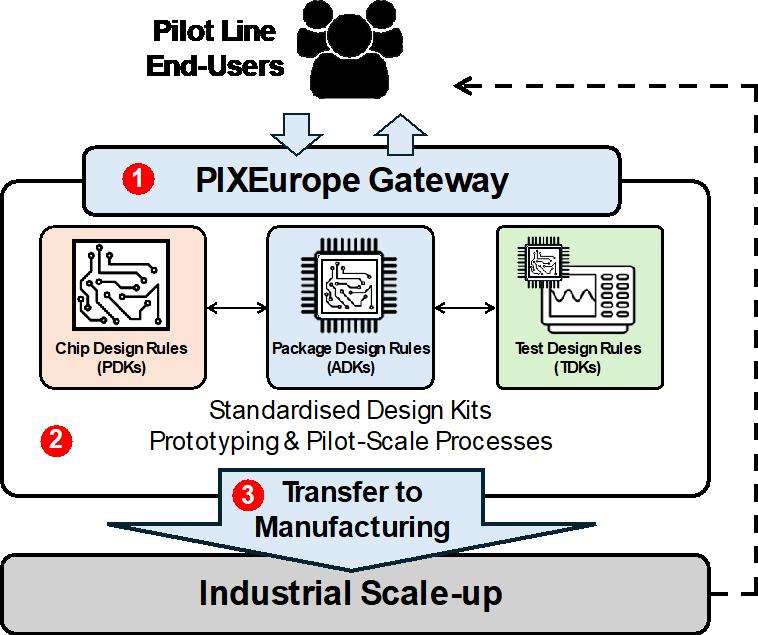 Pilot Line
End-Users
1
PIXEurope Gateway
Chip Design Rules
(PDKs)
Package Design Rules
(ADKs)
Test Design Rules
(TDKs)
Standardised Design Kits
2
Prototyping & Pilot-Scale Processes
3
Transfer to
Manufacturing
Industrial Scale-up